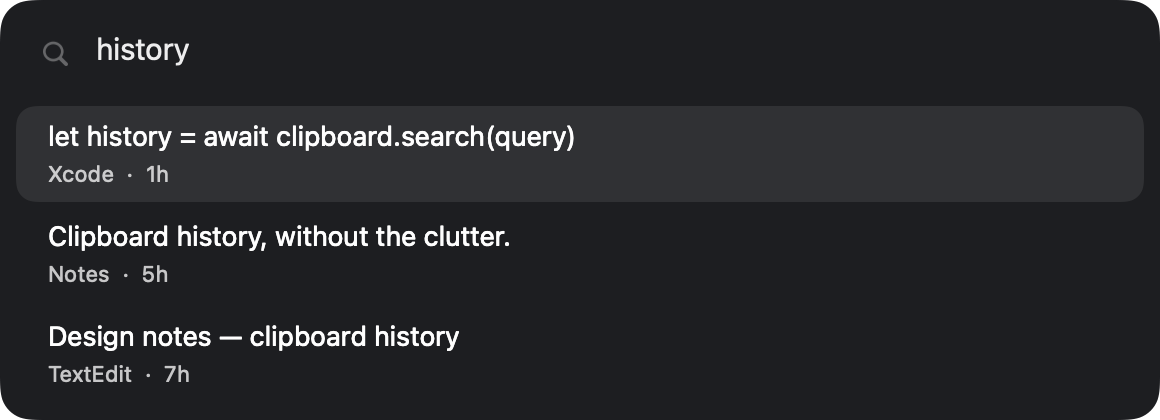 history
let history = await clipboard.search(query)
Xcode · 1h
Clipboard history, without the clutter.
Notes · 5h
Design notes — clipboard history
TextEdit · 7h